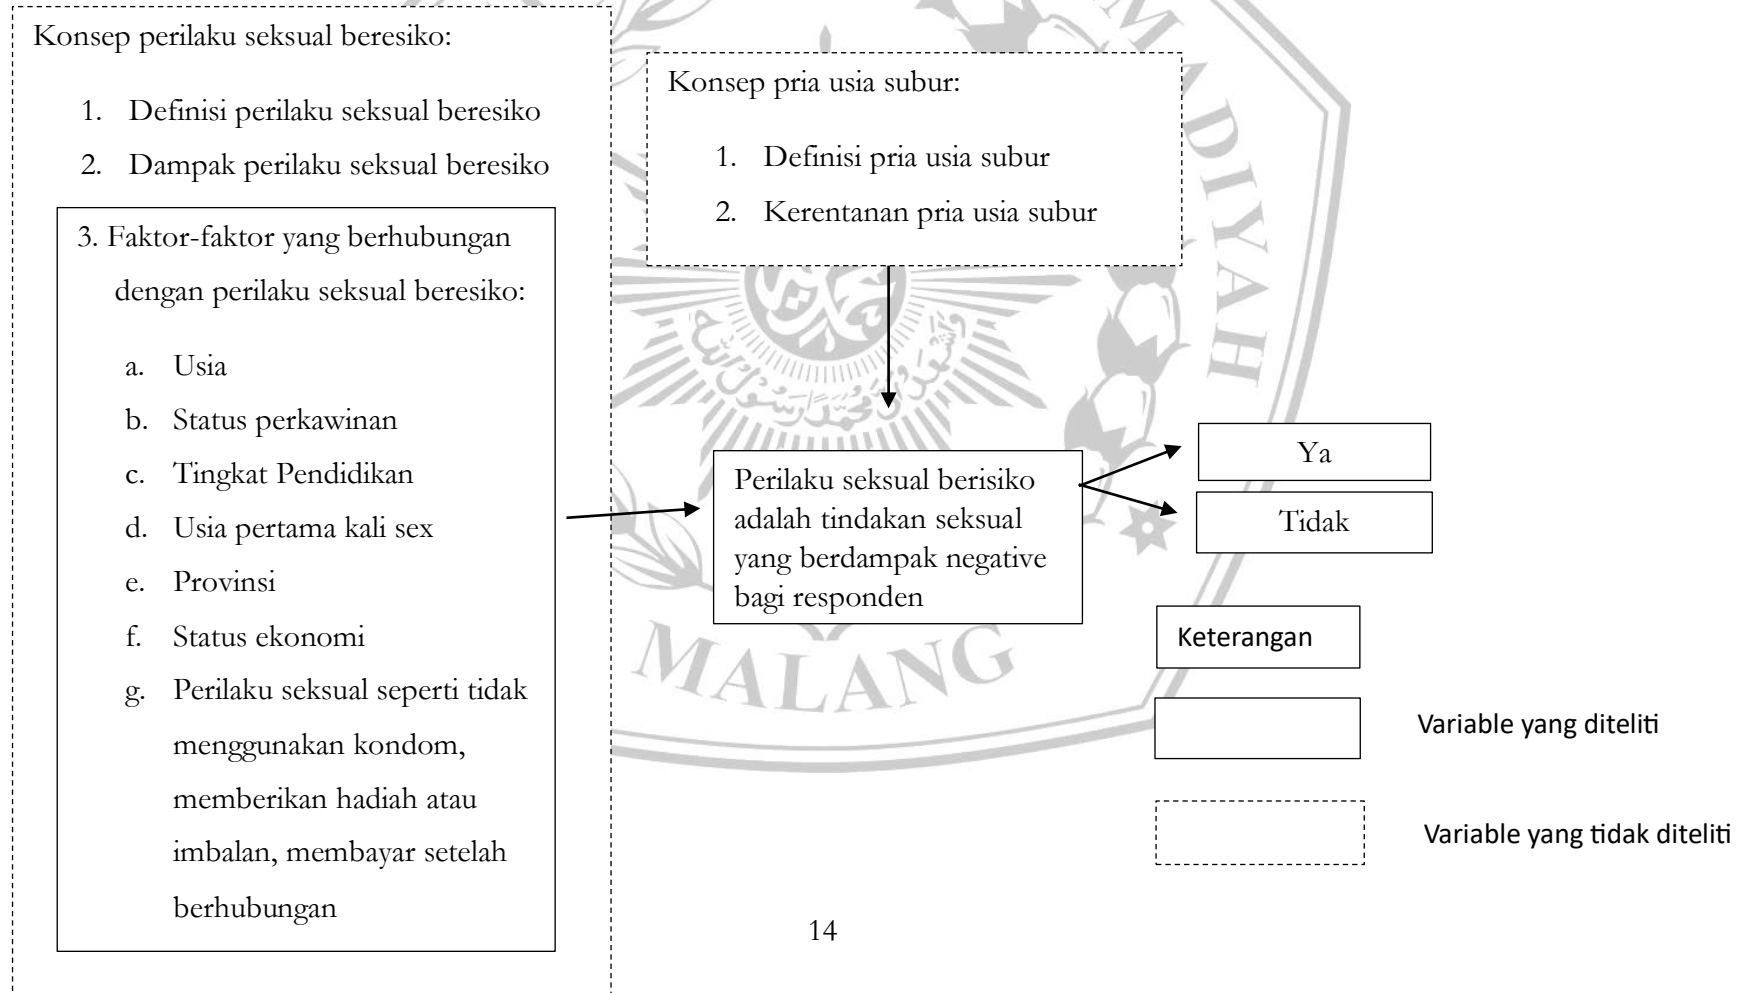 Konsep perilaku seksual beresiko:
1. Definisi perilaku seksual beresiko
2. Dampak perilaku seksual beresiko
3. Faktor-faktor yang berhubungan
dengan perilaku seksual beresiko:
a. Usia
b. Status perkawinan
c. Tingkat Pendidikan
d. Usia pertama kali sex
e. Provinsi
f. Status ekonomi
g. Perilaku seksual seperti tidak
menggunakan kondom,
memberikan hadiah atau
imbalan, membayar setelah
berhubungan
Konsep pria usia subur:
1. Definisi pria usia subur
2. Kerentanan pria usia subur
Perilaku seksual berisiko
adalah tindakan seksual
yang berdampak negative
bagi responden
Ya
Tidak
Keterangan
Variable yang diteliti
Variable yang tidak diteliti
MALANG
14